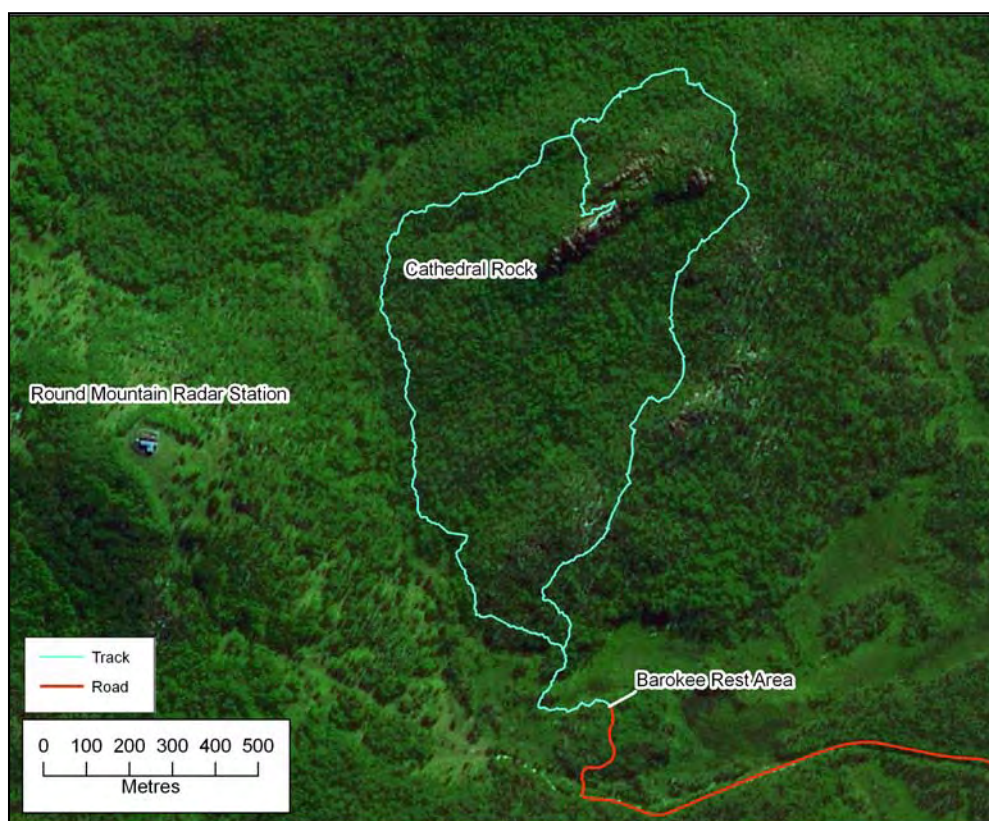 Cathedral Rock
Round Mountain Radar Station
Barokee Rest Area
Track
Road
0 100 200 300 400 500
Metres